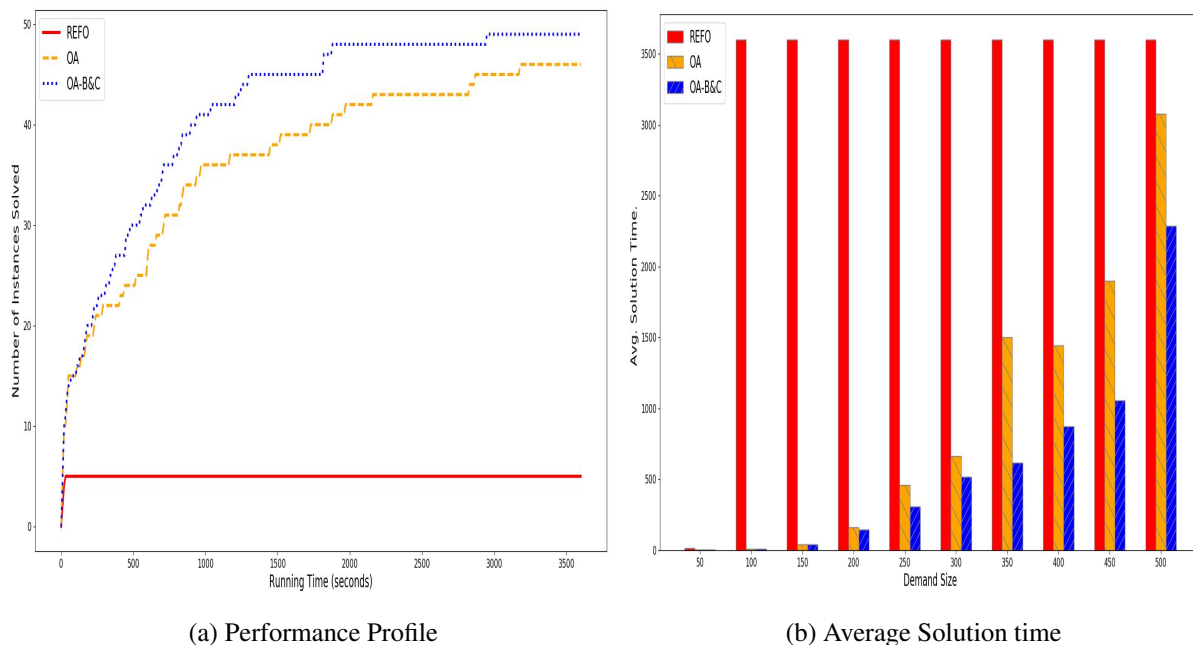 REFO
OA
OA-B&C
Number of Instances Solved
50
40
30
20
10
0
0 500 1000 1500 2000 2500 3000 3500
Running Time (seconds)
(a) Performance Profile
REFO
OA
OA-B&C
Avg. Solution Time.
3500
3000
2500
2000
1500
1000
500
0
50 100 150 200 250 300 350 400 450 500
Demand Size
(b) Average Solution time